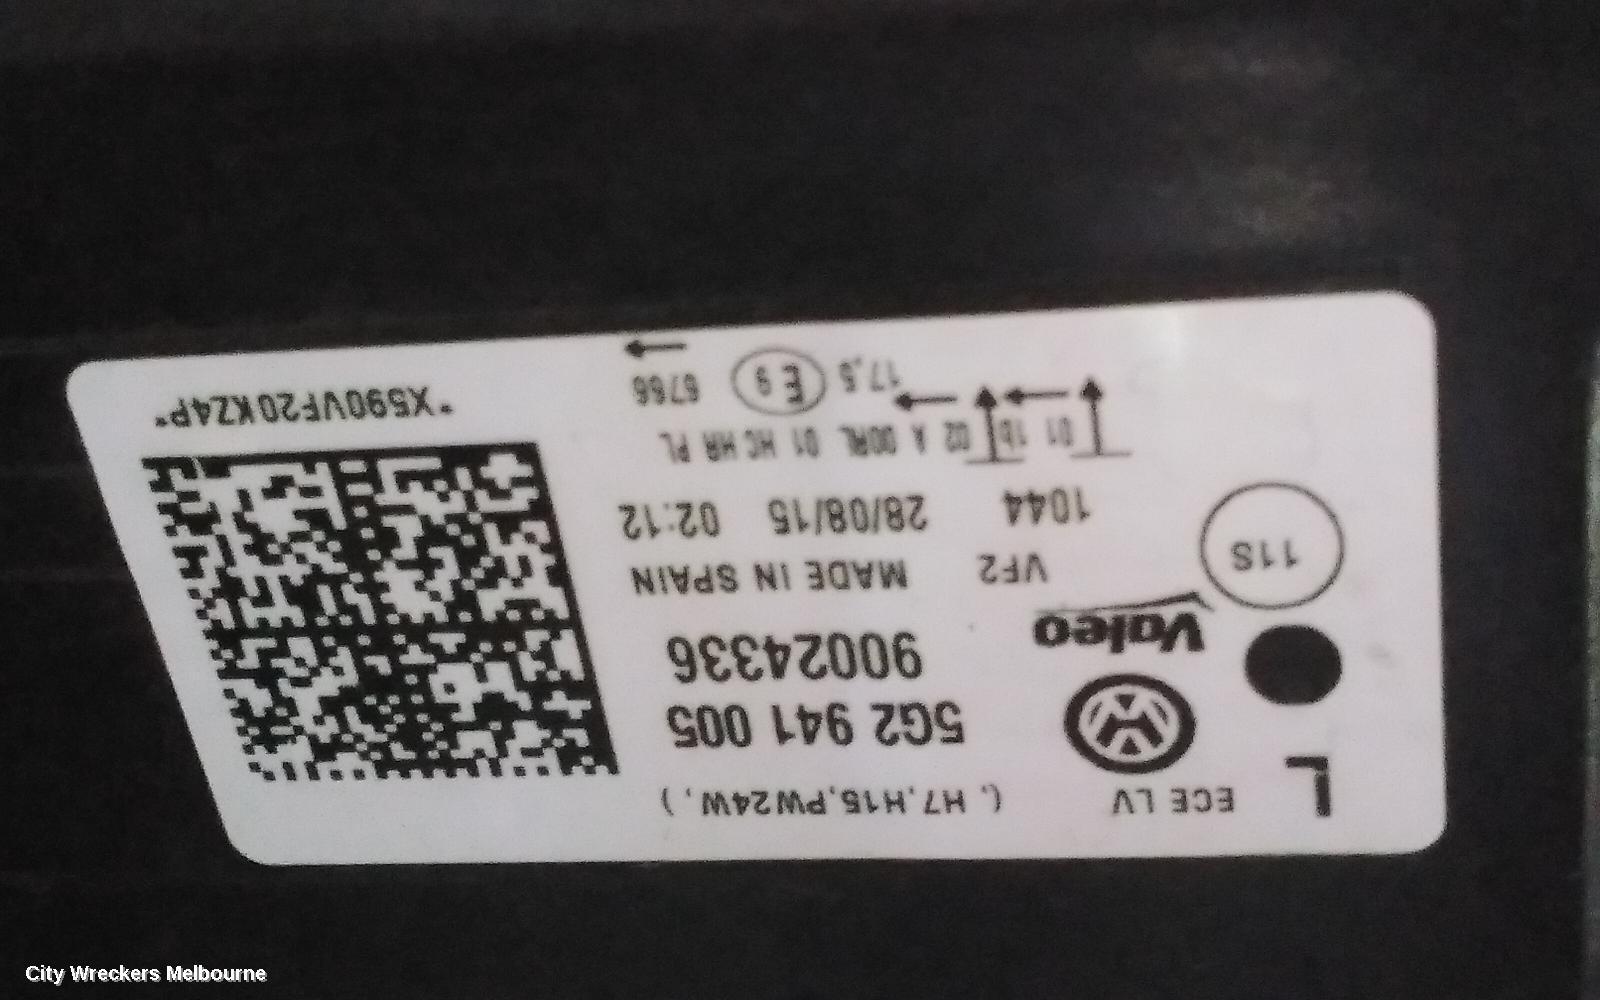 L
ECE LV
(. H7.H15.PW24W. )
5G2 941 005
90024336
Valeo
11S
VF2 MADE IN SPAIN
1044 28/08/15 02:12
01 1b 02 A 00RL 01 HC HR PL
17.5 E9 6766
*X590VF20KZ4P*
City Wreckers Melbourne